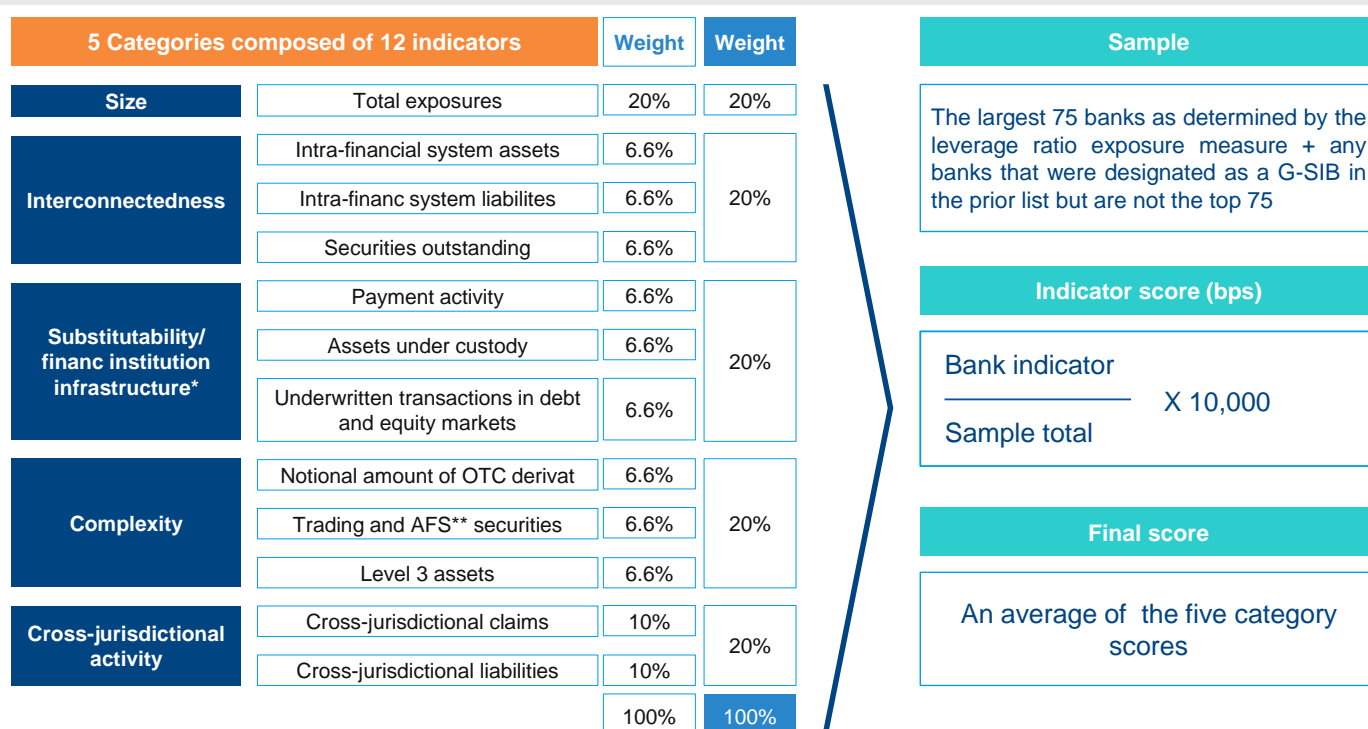 5 Categories composed of 12 indicators
Weight
Weight
Size
Total exposures
20%
20%
Interconnectedness
Intra-financial system assets
6.6%
Intra-financ system liabilites
6.6%
Securities outstanding
6.6%
20%
Substitutability/
financ institution
infrastructure*
Payment activity
6.6%
Assets under custody
6.6%
Underwritten transactions in debt
and equity markets
6.6%
20%
Complexity
Notional amount of OTC derivat
6.6%
Trading and AFS** securities
6.6%
Level 3 assets
6.6%
20%
Cross-jurisdictional
activity
Cross-jurisdictional claims
10%
Cross-jurisdictional liabilities
10%
20%
100%
100%
Sample
The largest 75 banks as determined by the
leverage ratio exposure measure + any
banks that were designated as a G-SIB in
the prior list but are not the top 75
Indicator score (bps)
Bank indicator
Sample total
X 10,000
Final score
An average of the five category
scores